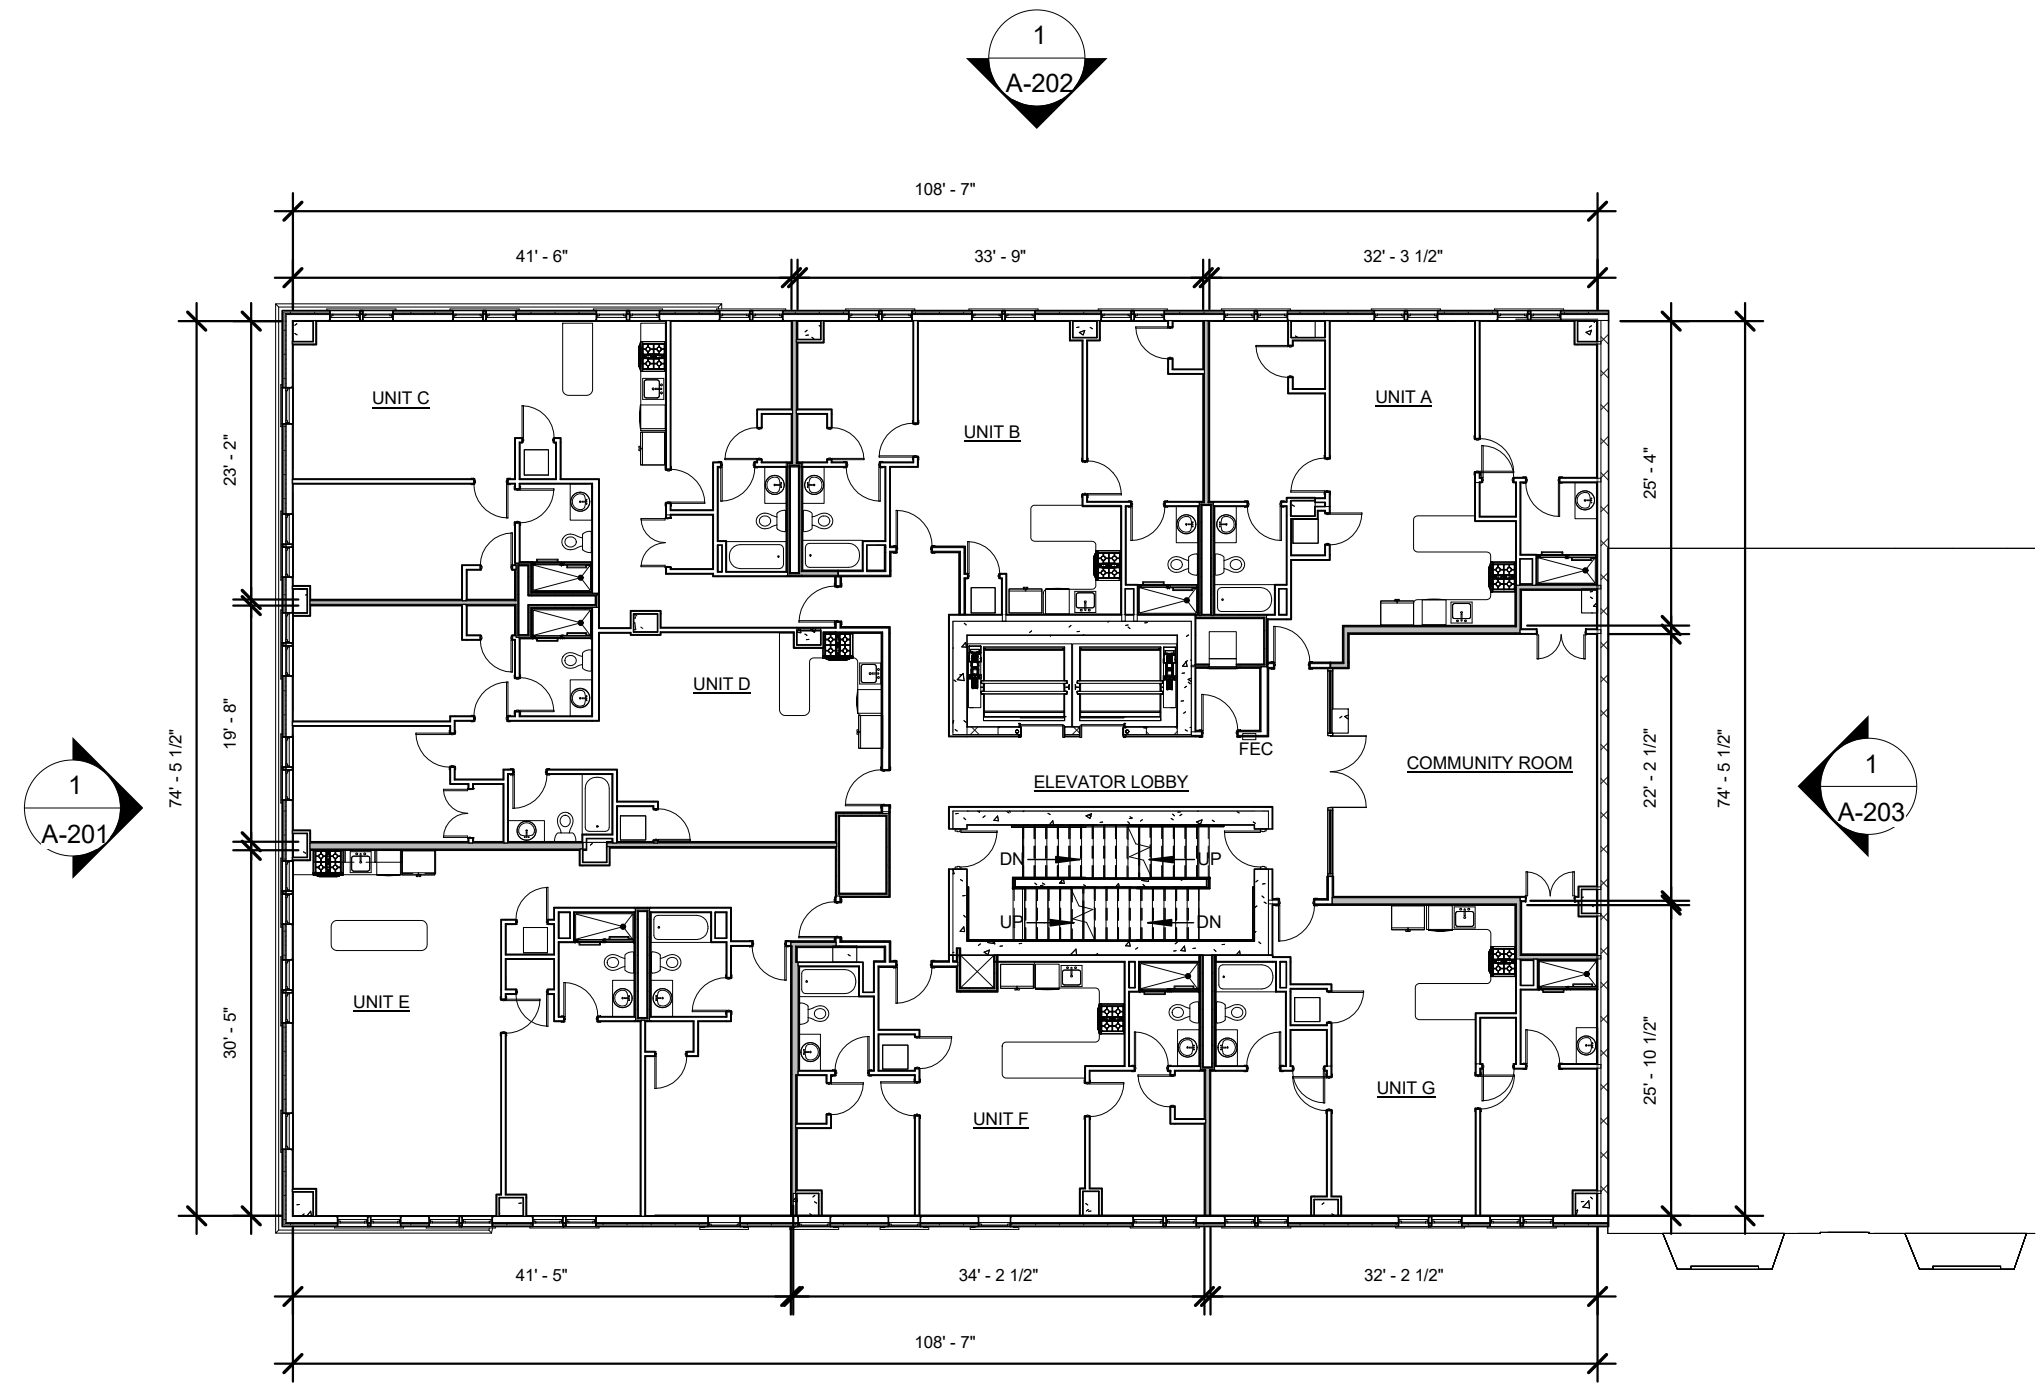 1
A-202
108' - 7"
41' - 6"
33' - 9"
32' - 3 1/2"
UNIT C
UNIT B
UNIT A
23' - 2"
25' - 4"
UNIT D
19' - 8"
74' - 5 1/2"
FEC
ELEVATOR LOBBY
COMMUNITY ROOM
22' - 2 1/2"
74' - 5 1/2"
1
A-201
1
A-203
DN
UP
UP
DN
UNIT E
30' - 5"
UNIT F
UNIT G
25' - 10 1/2"
41' - 5"
34' - 2 1/2"
32' - 2 1/2"
108' - 7"